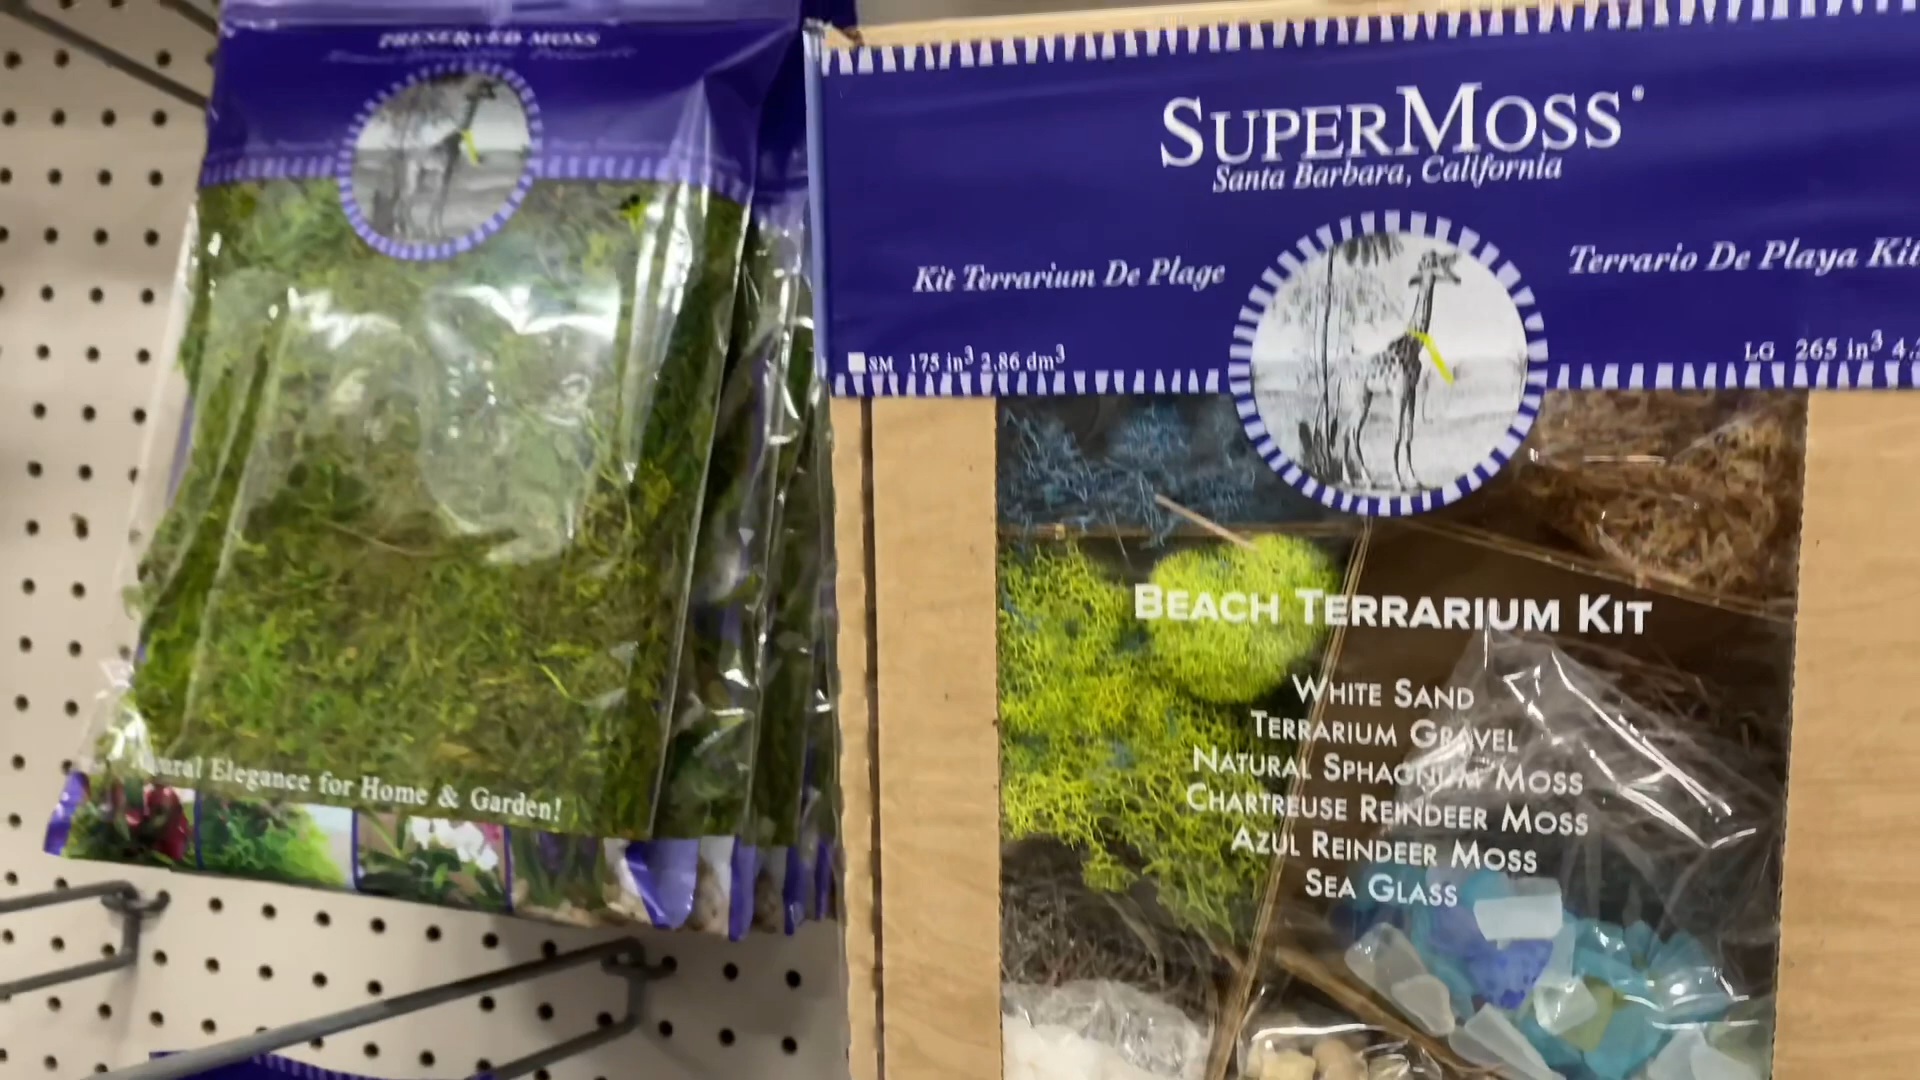 PRESERVED MOSS
Natural Elegance for Home & Garden!
SUPERMOSS®
Santa Barbara, California
Kit Terrarium De Plage
Terrario De Playa Kit
SM 175 in³ 2.86 dm³
LG 265 in³ 4.
BEACH TERRARIUM KIT
WHITE SAND
TERRARIUM GRAVEL
NATURAL SPHAGNUM MOSS
CHARTREUSE REINDEER MOSS
AZUL REINDEER MOSS
SEA GLASS